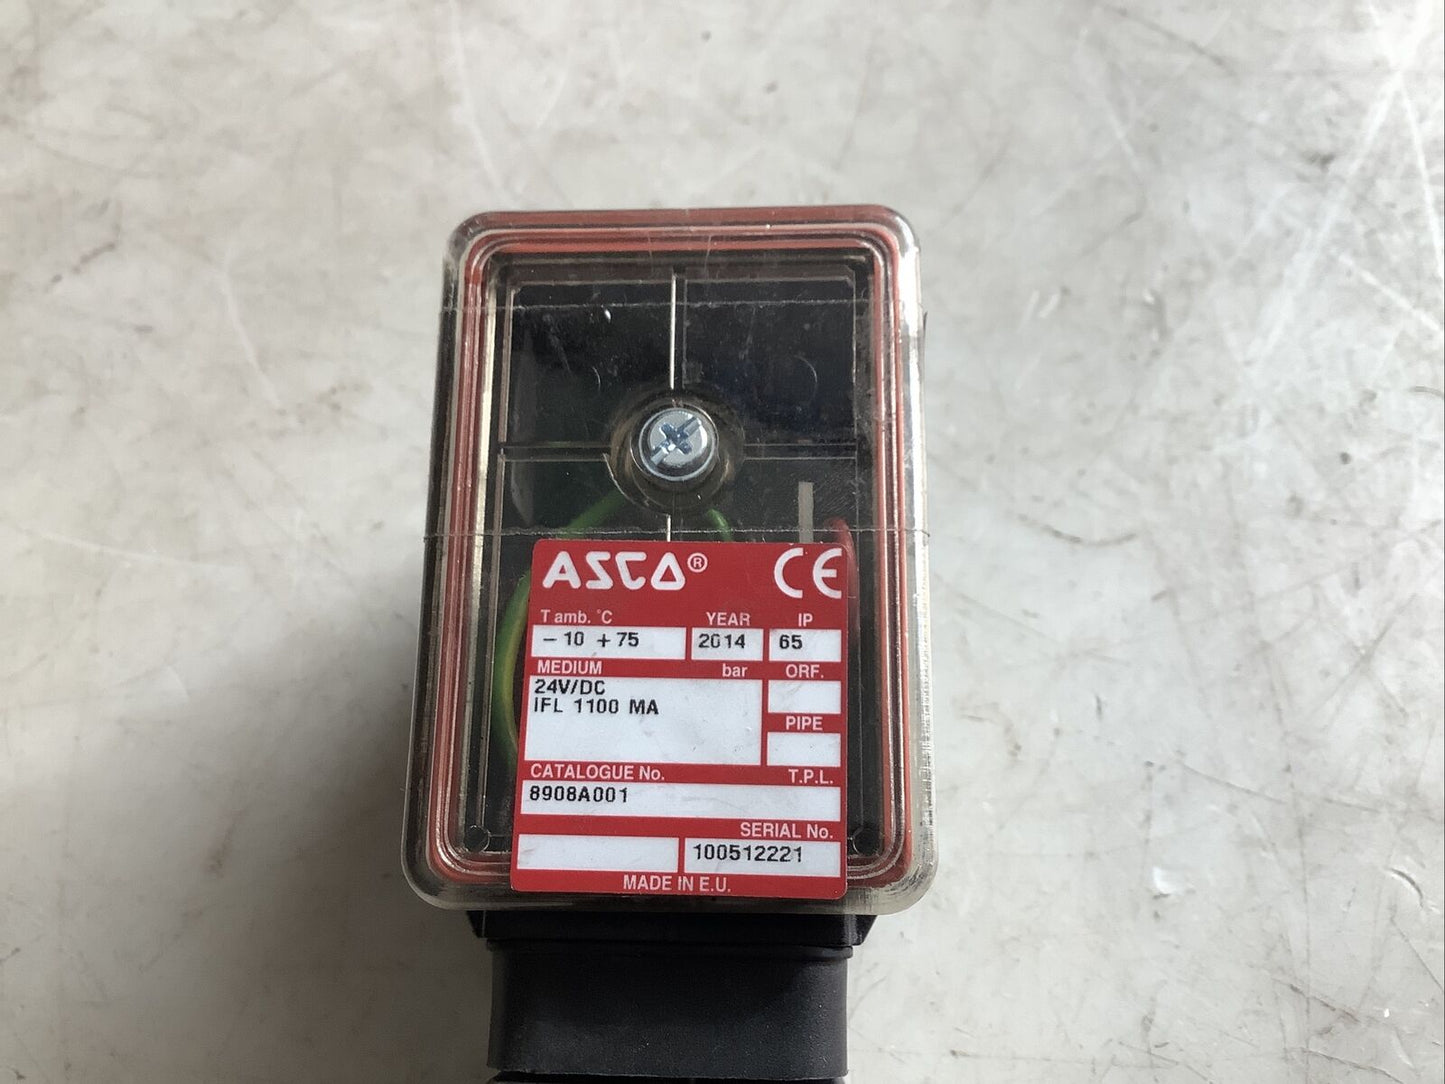 ASCO® CE
T amb. °C YEAR IP
– 10 + 75 2014 65
MEDIUM bar ORF.
24V/DC
IFL 1100 MA
PIPE
CATALOGUE No. T.P.L.
8908A001
SERIAL No.
100512221
MADE IN E.U.